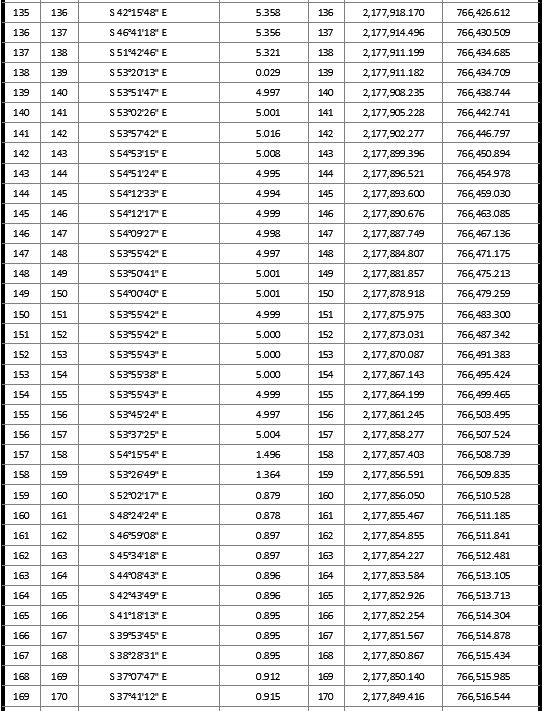 135 136 S 42°15'48" E 5.358 136 2,177,918.170 766,426.612
136 137 S 46°41'18" E 5.356 137 2,177,914.496 766,430.509
137 138 S 51°42'46" E 5.321 138 2,177,911.199 766,434.685
138 139 S 53°20'13" E 0.029 139 2,177,911.182 766,434.709
139 140 S 53°51'47" E 4.997 140 2,177,908.235 766,438.744
140 141 S 53°02'26" E 5.001 141 2,177,905.228 766,442.741
141 142 S 53°57'42" E 5.016 142 2,177,902.277 766,446.797
142 143 S 54°53'15" E 5.008 143 2,177,899.396 766,450.894
143 144 S 54°51'24" E 4.995 144 2,177,896.521 766,454.978
144 145 S 54°12'33" E 4.994 145 2,177,893.600 766,459.030
145 146 S 54°12'17" E 4.999 146 2,177,890.676 766,463.085
146 147 S 54°09'27" E 4.998 147 2,177,887.749 766,467.136
147 148 S 53°55'42" E 4.997 148 2,177,884.807 766,471.175
148 149 S 53°50'41" E 5.001 149 2,177,881.857 766,475.213
149 150 S 54°00'40" E 5.001 150 2,177,878.918 766,479.259
150 151 S 53°55'42" E 4.999 151 2,177,875.975 766,483.300
151 152 S 53°55'42" E 5.000 152 2,177,873.031 766,487.342
152 153 S 53°55'43" E 5.000 153 2,177,870.087 766,491.383
153 154 S 53°55'38" E 5.000 154 2,177,867.143 766,495.424
154 155 S 53°55'43" E 4.999 155 2,177,864.199 766,499.465
155 156 S 53°45'24" E 4.997 156 2,177,861.245 766,503.495
156 157 S 53°37'25" E 5.004 157 2,177,858.277 766,507.524
157 158 S 54°15'54" E 1.496 158 2,177,857.403 766,508.739
158 159 S 53°26'49" E 1.364 159 2,177,856.591 766,509.835
159 160 S 52°02'17" E 0.879 160 2,177,856.050 766,510.528
160 161 S 48°24'24" E 0.878 161 2,177,855.467 766,511.185
161 162 S 46°59'08" E 0.897 162 2,177,854.855 766,511.841
162 163 S 45°34'18" E 0.897 163 2,177,854.227 766,512.481
163 164 S 44°08'43" E 0.896 164 2,177,853.584 766,513.105
164 165 S 42°43'49" E 0.896 165 2,177,852.926 766,513.713
165 166 S 41°18'13" E 0.895 166 2,177,852.254 766,514.304
166 167 S 39°53'45" E 0.895 167 2,177,851.567 766,514.878
167 168 S 38°28'31" E 0.895 168 2,177,850.867 766,515.434
168 169 S 37°07'47" E 0.912 169 2,177,850.140 766,515.985
169 170 S 37°41'12" E 0.915 170 2,177,849.416 766,516.544